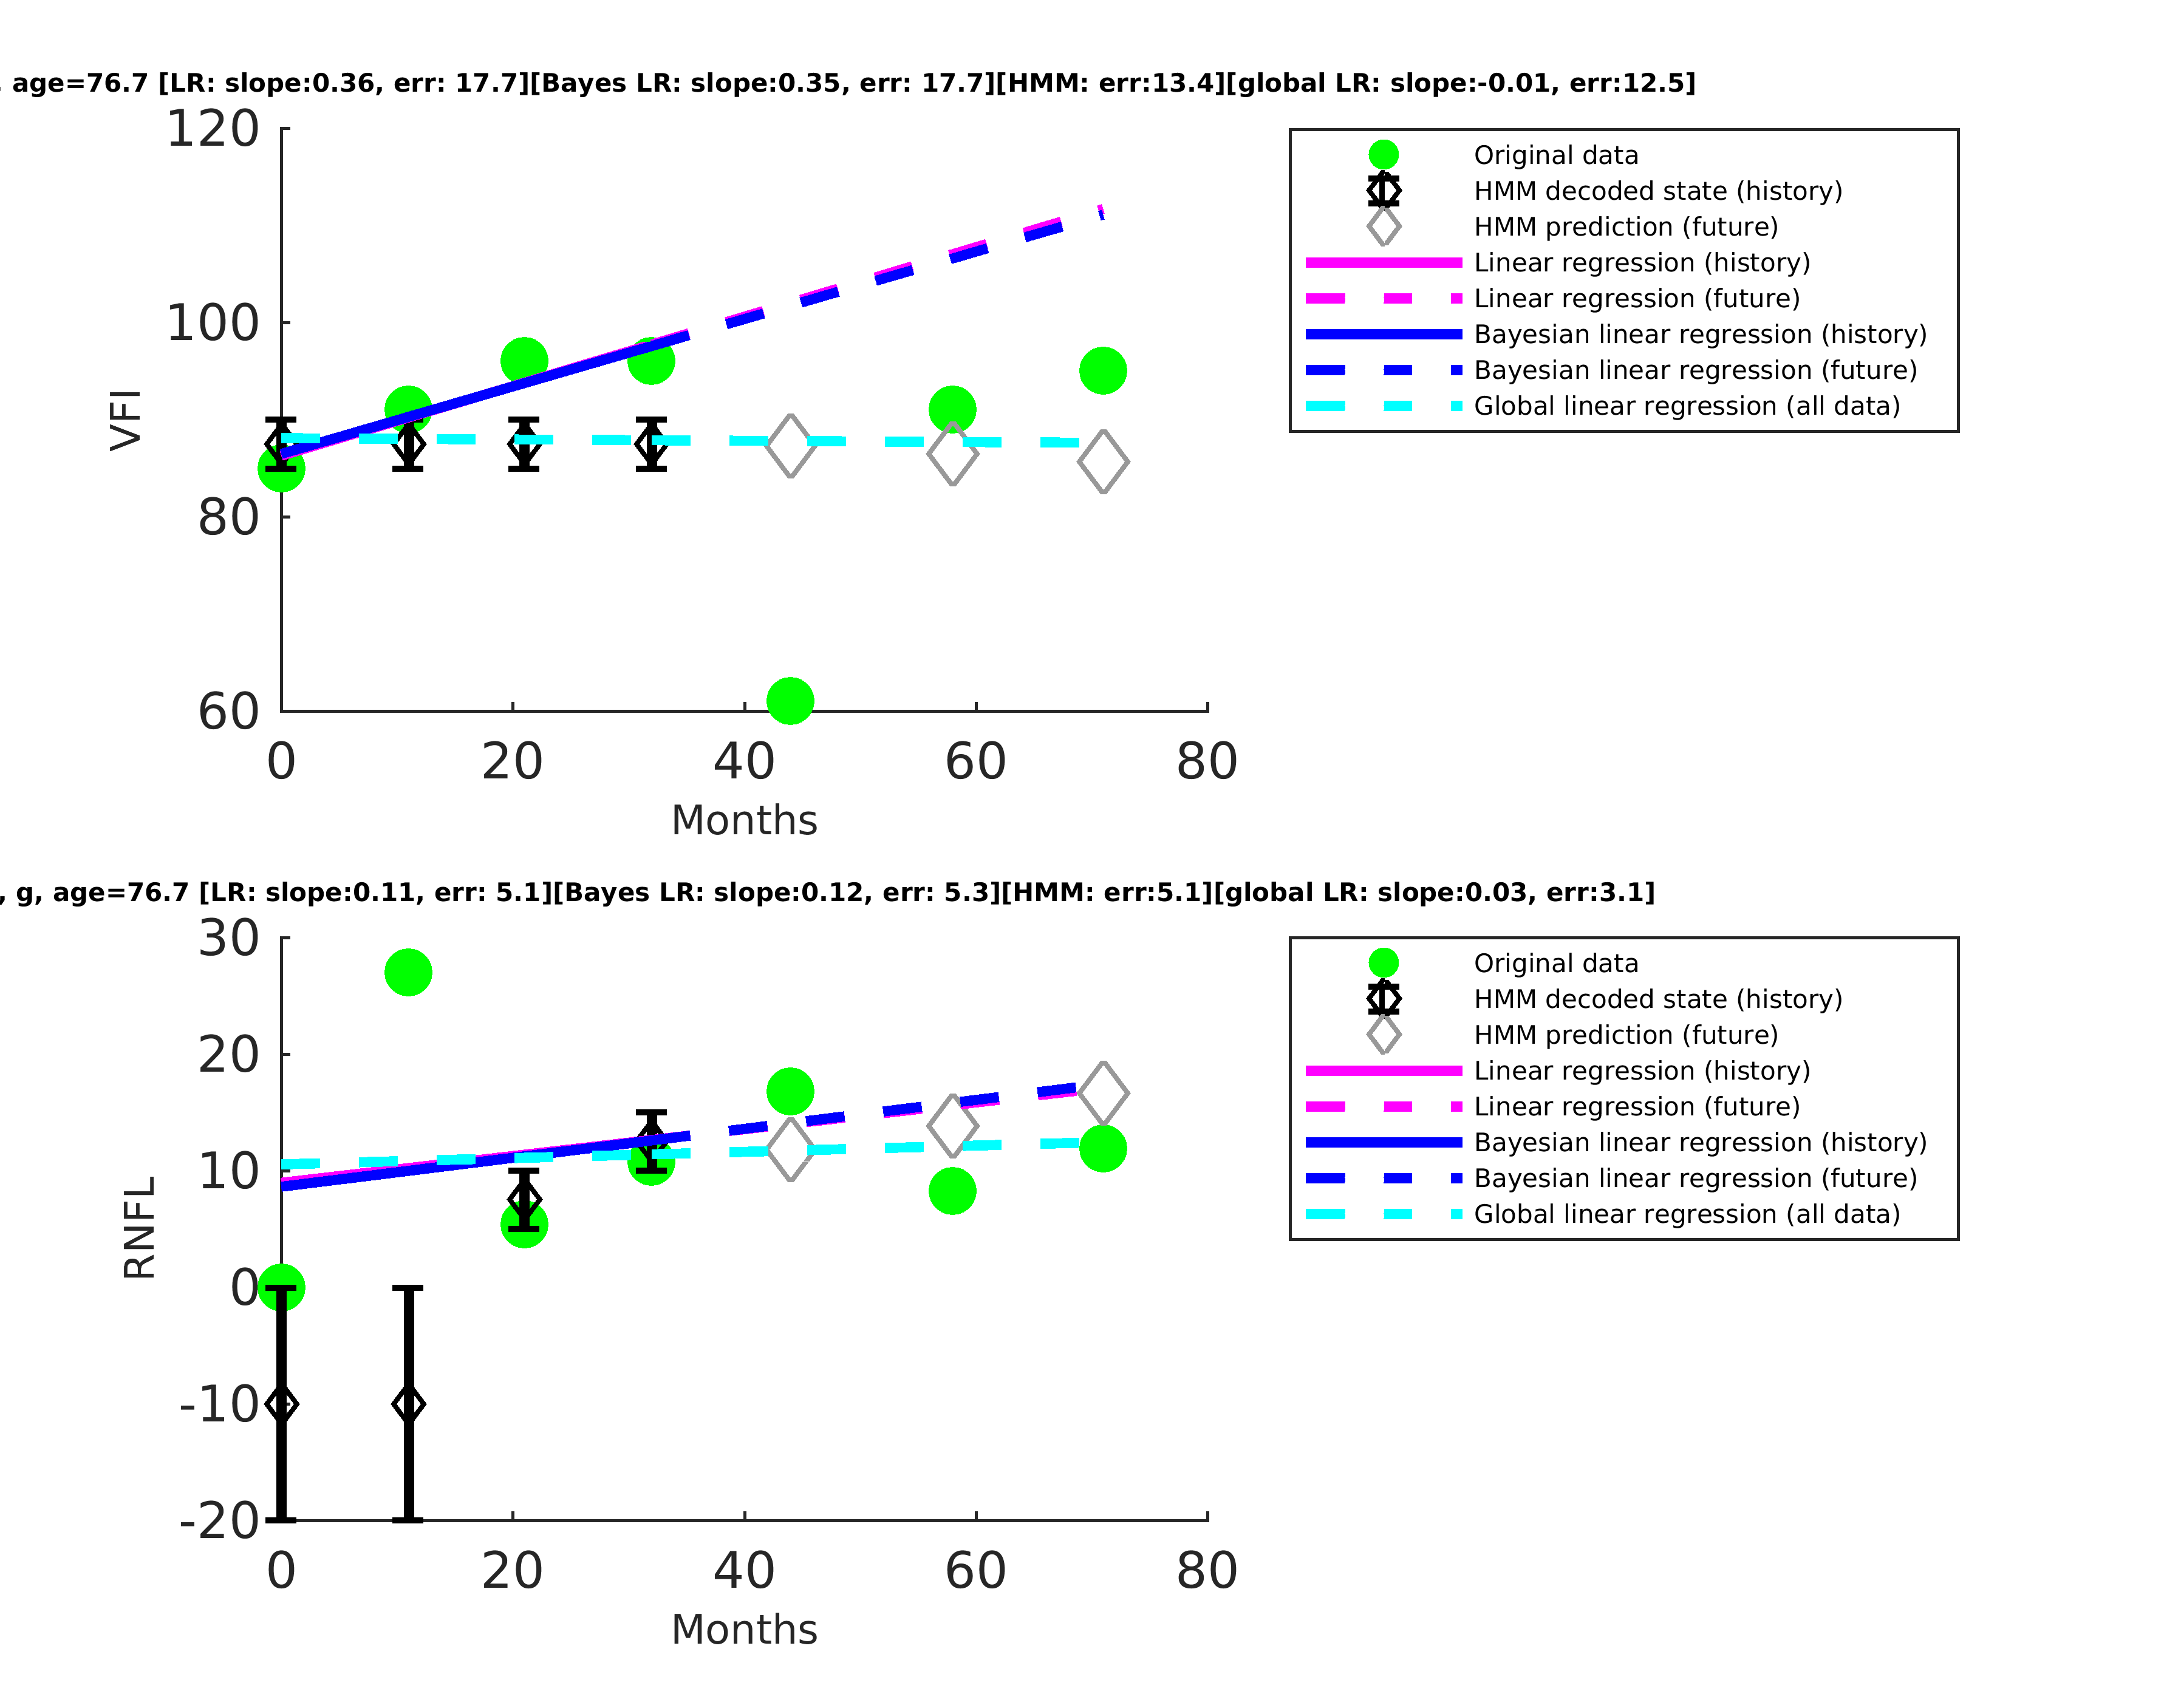 age=76.7 [LR: slope:0.36, err: 17.7][Bayes LR: slope:0.35, err: 17.7][HMM: err:13.4][global LR: slope:-0.01, err:12.5]
120
100
80
60
VFI
0 20 40 60 80
Months
Original data
HMM decoded state (history)
HMM prediction (future)
Linear regression (history)
Linear regression (future)
Bayesian linear regression (history)
Bayesian linear regression (future)
Global linear regression (all data)
, g, age=76.7 [LR: slope:0.11, err: 5.1][Bayes LR: slope:0.12, err: 5.3][HMM: err:5.1][global LR: slope:0.03, err:3.1]
30
20
10
0
-10
-20
RNFL
0 20 40 60 80
Months
Original data
HMM decoded state (history)
HMM prediction (future)
Linear regression (history)
Linear regression (future)
Bayesian linear regression (history)
Bayesian linear regression (future)
Global linear regression (all data)